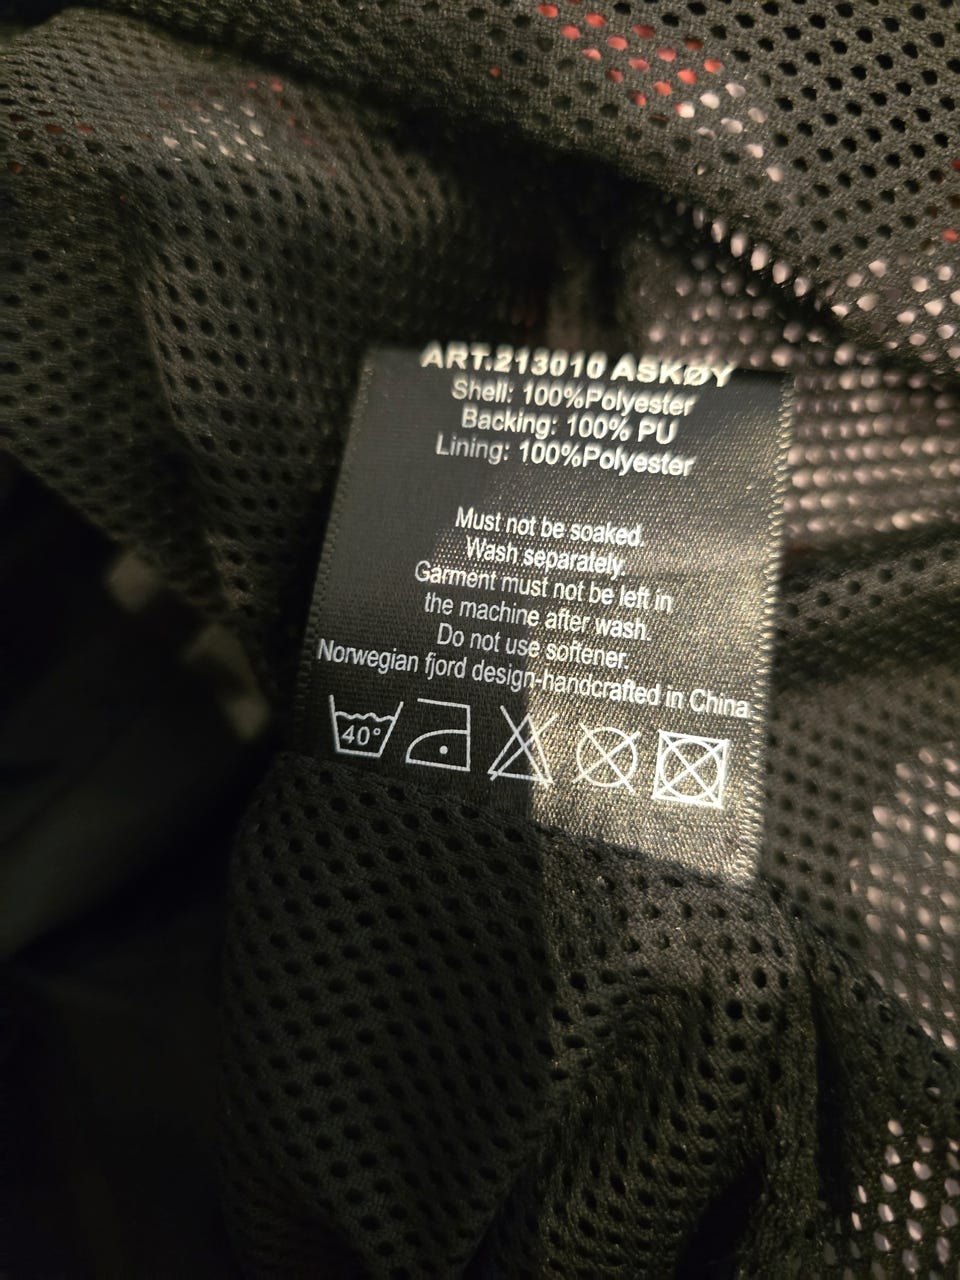 ART.213010 ASKØY
Shell: 100%Polyester
Backing: 100% PU
Lining: 100%Polyester
Must not be soaked.
Wash separately.
Garment must not be left in
the machine after wash.
Do not use softener.
Norwegian fjord design-handcrafted in China
40°